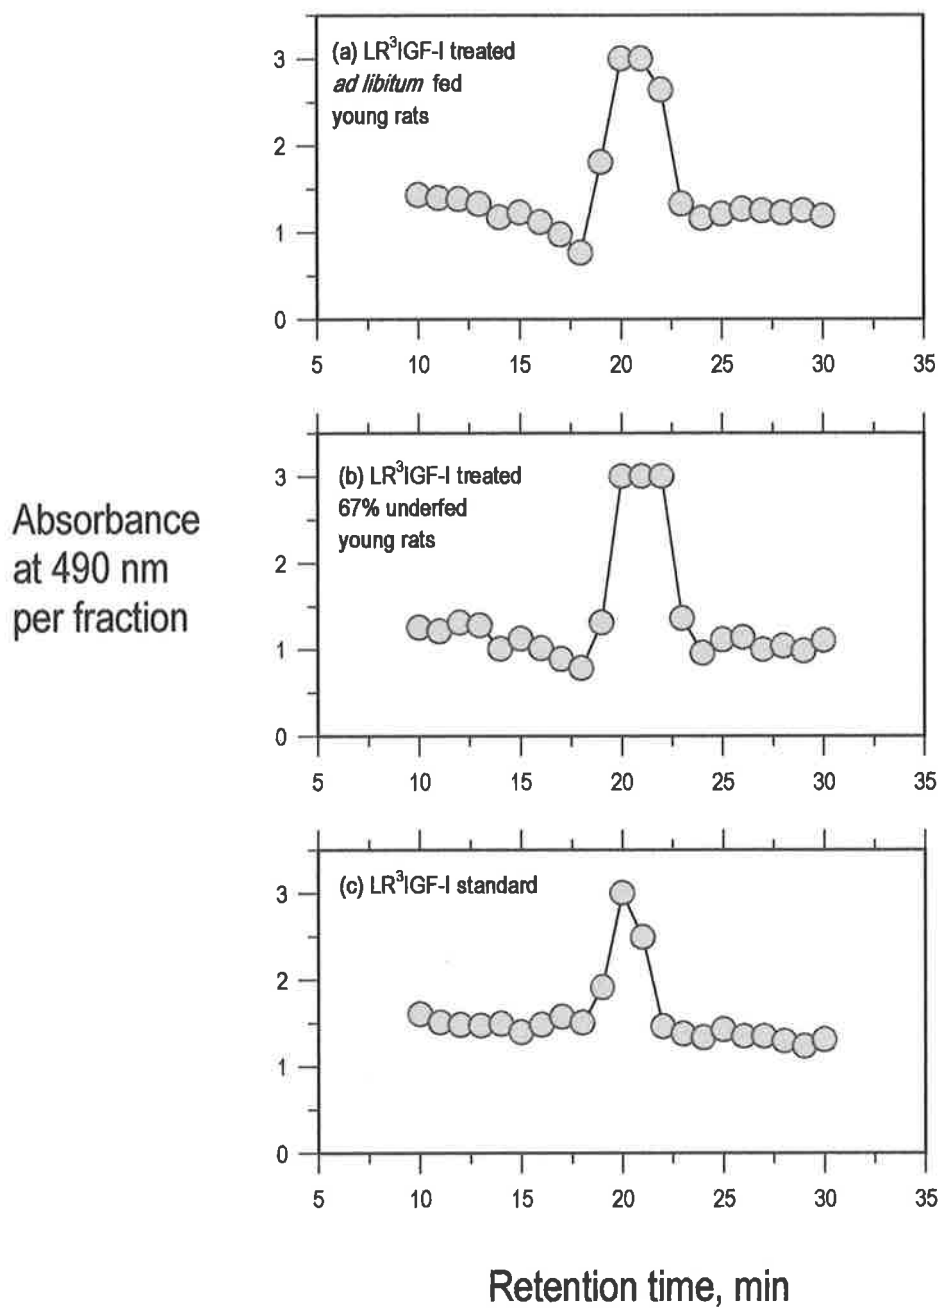 (a) LR³IGF-I treated
ad libitum fed
young rats
3
2
1
0
5 10 15 20 25 30 35
(b) LR³IGF-I treated
67% underfed
young rats
3
2
1
0
5 10 15 20 25 30 35
Absorbance
at 490 nm
per fraction
(c) LR³IGF-I standard
3
2
1
0
5 10 15 20 25 30 35
Retention time, min